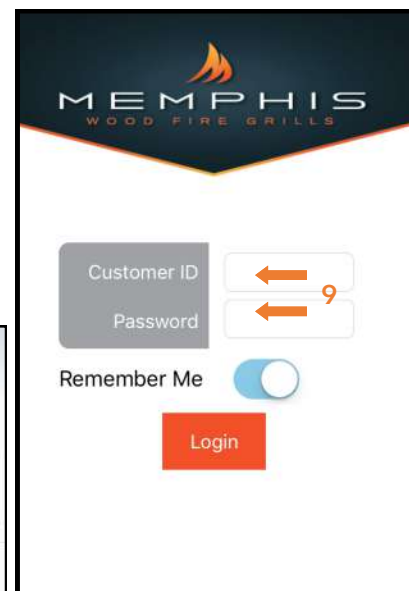 MEMPHIS
WOOD FIRE GRILLS
Customer ID
9
Password
Remember Me
Login